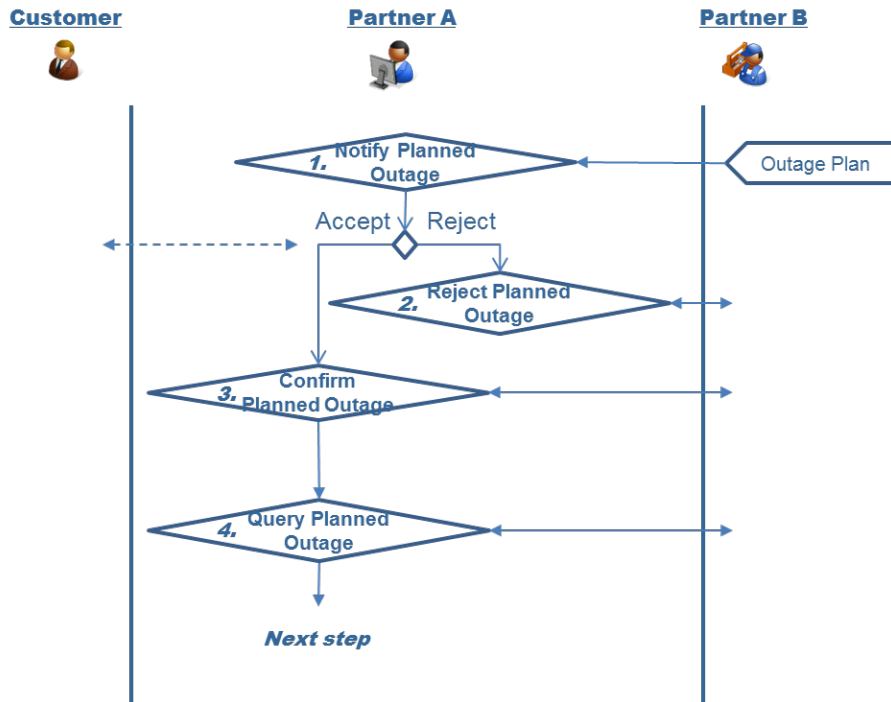 Customer
Partner A
Partner B
1. Notify Planned
Outage
Outage Plan
Accept
Reject
2. Reject Planned
Outage
Confirm
3. Planned Outage
4. Query Planned
Outage
Next step